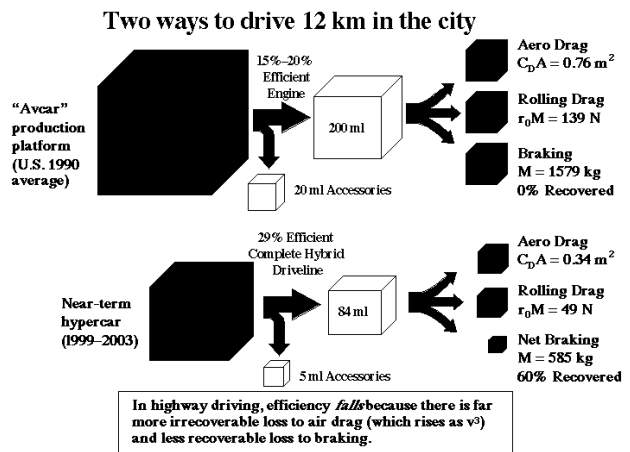 Two ways to drive 12 km in the city
15%–20%
Efficient
Engine
“Avcar”
production
platform
(U.S. 1990
average)
200 ml
20 ml Accessories
Aero Drag
C_DA = 0.76 m²
Rolling Drag
r₀M = 139 N
Braking
M = 1579 kg
0% Recovered
29% Efficient
Complete Hybrid
Driveline
Near-term
hypercar
(1999–2003)
84 ml
5 ml Accessories
Aero Drag
C_DA = 0.34 m²
Rolling Drag
r₀M = 49 N
Net Braking
M = 585 kg
60% Recovered
In highway driving, efficiency falls because there is far
more irrecoverable loss to air drag (which rises as v³)
and less recoverable loss to braking.